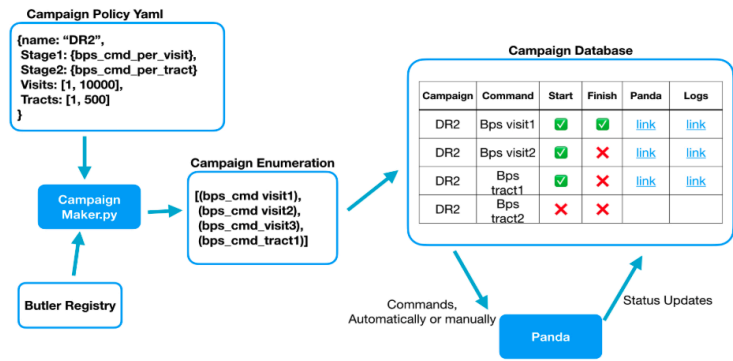 Campaign Policy Yaml
{name: “DR2”,
Stage1: {bps_cmd_per_visit},
Stage2: {bps_cmd_per_tract}
Visits: [1, 10000],
Tracts: [1, 500]
}
Campaign
Maker.py
Butler Registry
Campaign Enumeration
[(bps_cmd visit1),
(bps_cmd visit2),
(bps_cmd_visit3),
(bps_cmd_tract1)]
Campaign Database
Campaign Command Start Finish Panda Logs
DR2 Bps visit1 ✅ ✅ link link
DR2 Bps visit2 ✅ ❌ link link
DR2 Bps tract1 ✅ ❌ link link
DR2 Bps tract2 ❌ ❌
Commands,
Automatically or manually
Panda
Status Updates